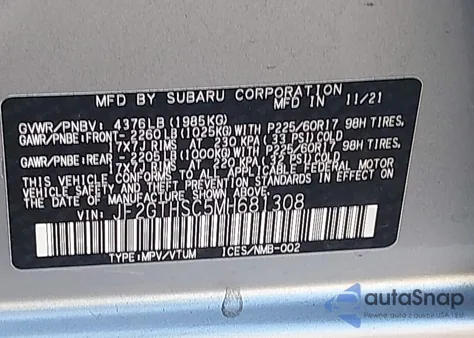 MFD BY SUBARU CORPORATION
MFD IN 11/21
GVWR/PNBV: 4376LB(1985KG)
GAWR/PNBE:FRONT-2260LB(1025KG)WITH P225/60R17 98H TIRES,
17X7J RIMS AT 230 KPA(33 PSI)COLD
GAWR/PNBE:REAR -2205LB(1000KG)WITH P225/60R17 98H TIRES,
17X7J RIMS AT 220 KPA(32 PSI)COLD
THIS VEHICLE CONFORMS TO ALL APPLICABLE FEDERAL MOTOR
VEHICLE SAFETY AND THEFT PREVENTION STANDARDS IN EFFECT ON
THE DATE OF MANUFACTURE SHOWN ABOVE.
VIN: JF2GTHSC5MH681308
TYPE:MPV/VTUM ICES/NMB-002
autoSnap
Pewne auta z USA i UE